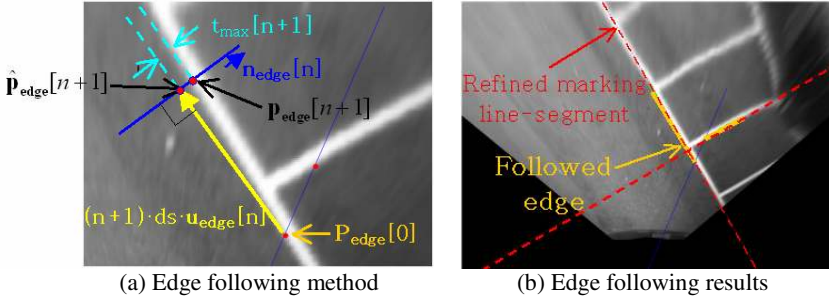 t_max[n+1]
n_edge[n]
p̂_edge[n+1]
p_edge[n+1]
(n+1)·ds·u_edge[n]
P_edge[0]
(a) Edge following method
Refined marking
line-segment
Followed
edge
(b) Edge following results